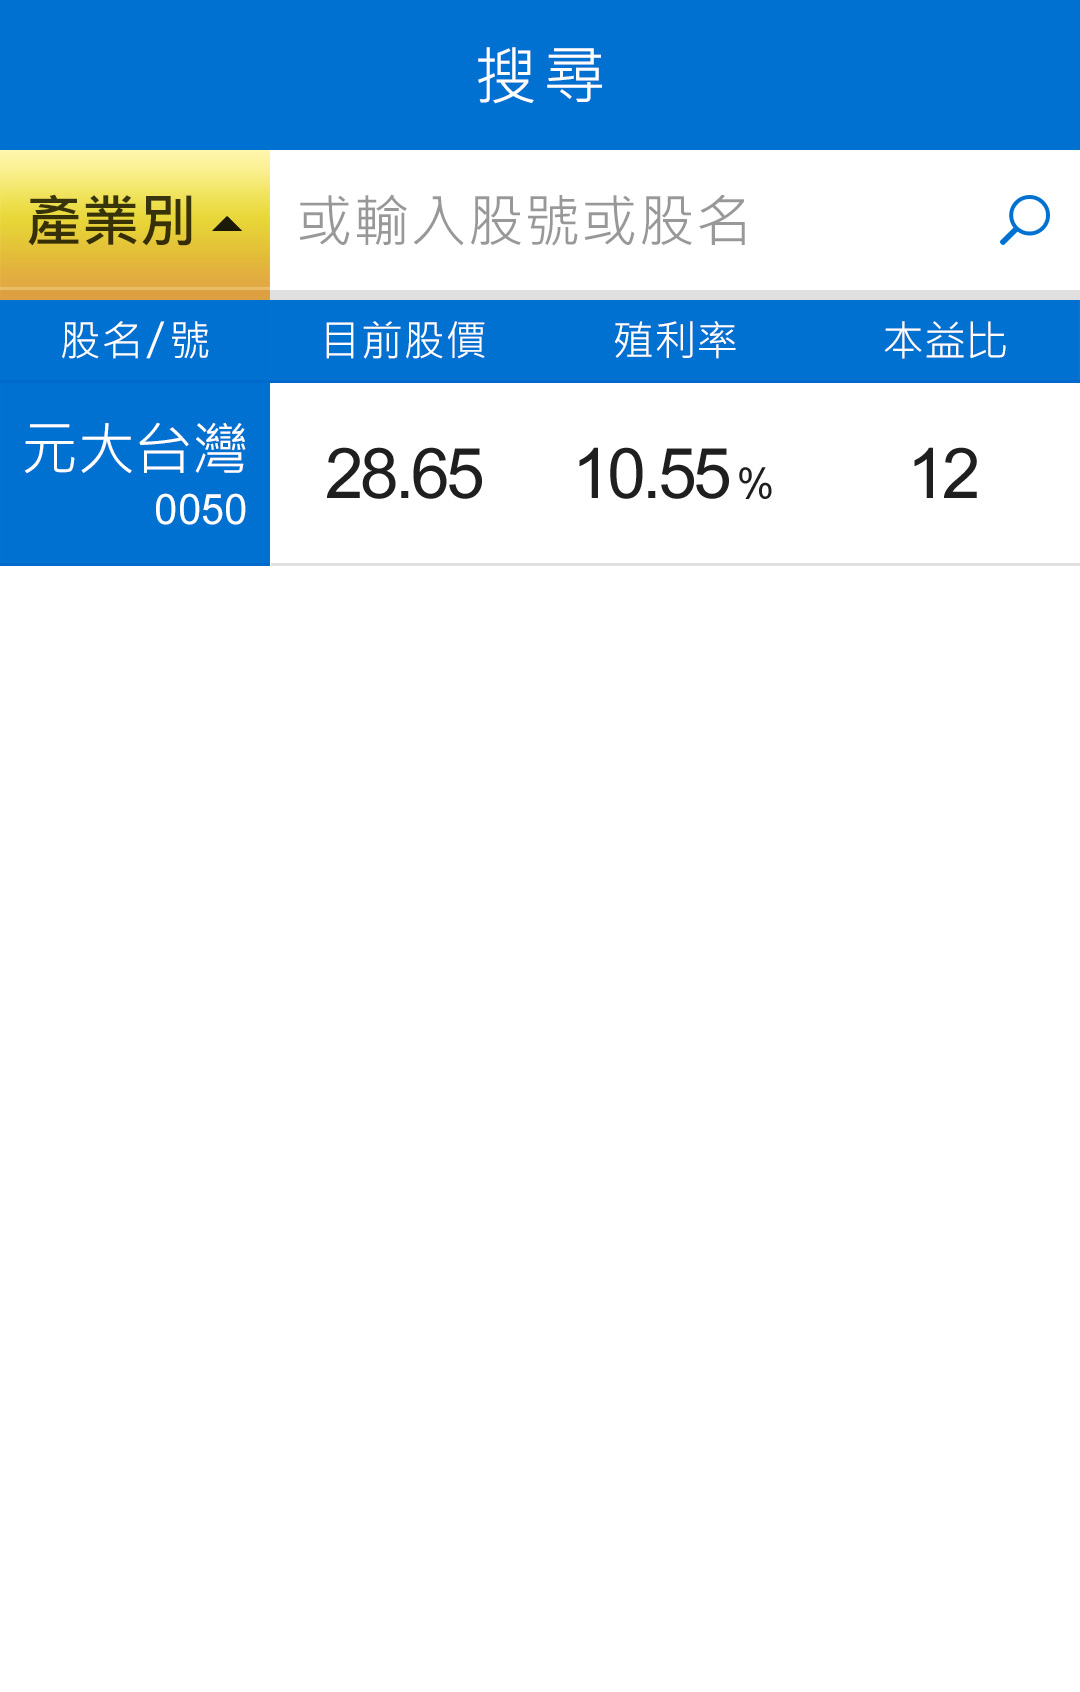 搜尋
產業別 或輸入股號或股名
股名/號 目前股價 殖利率 本益比
元大台灣 28.65 10.55% 12
0050